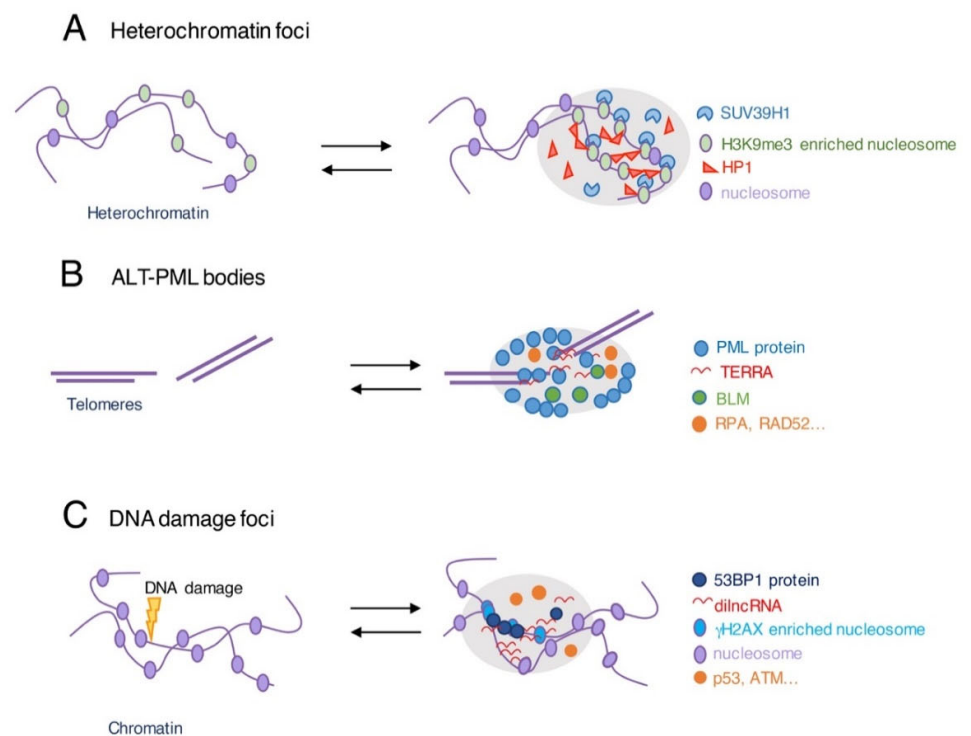 A Heterochromatin foci
SUV39H1
H3K9me3 enriched nucleosome
HP1
nucleosome
Heterochromatin
B ALT-PML bodies
PML protein
TERRA
BLM
RPA, RAD52...
Telomeres
C DNA damage foci
DNA damage
53BP1 protein
dilncRNA
γH2AX enriched nucleosome
nucleosome
p53, ATM...
Chromatin